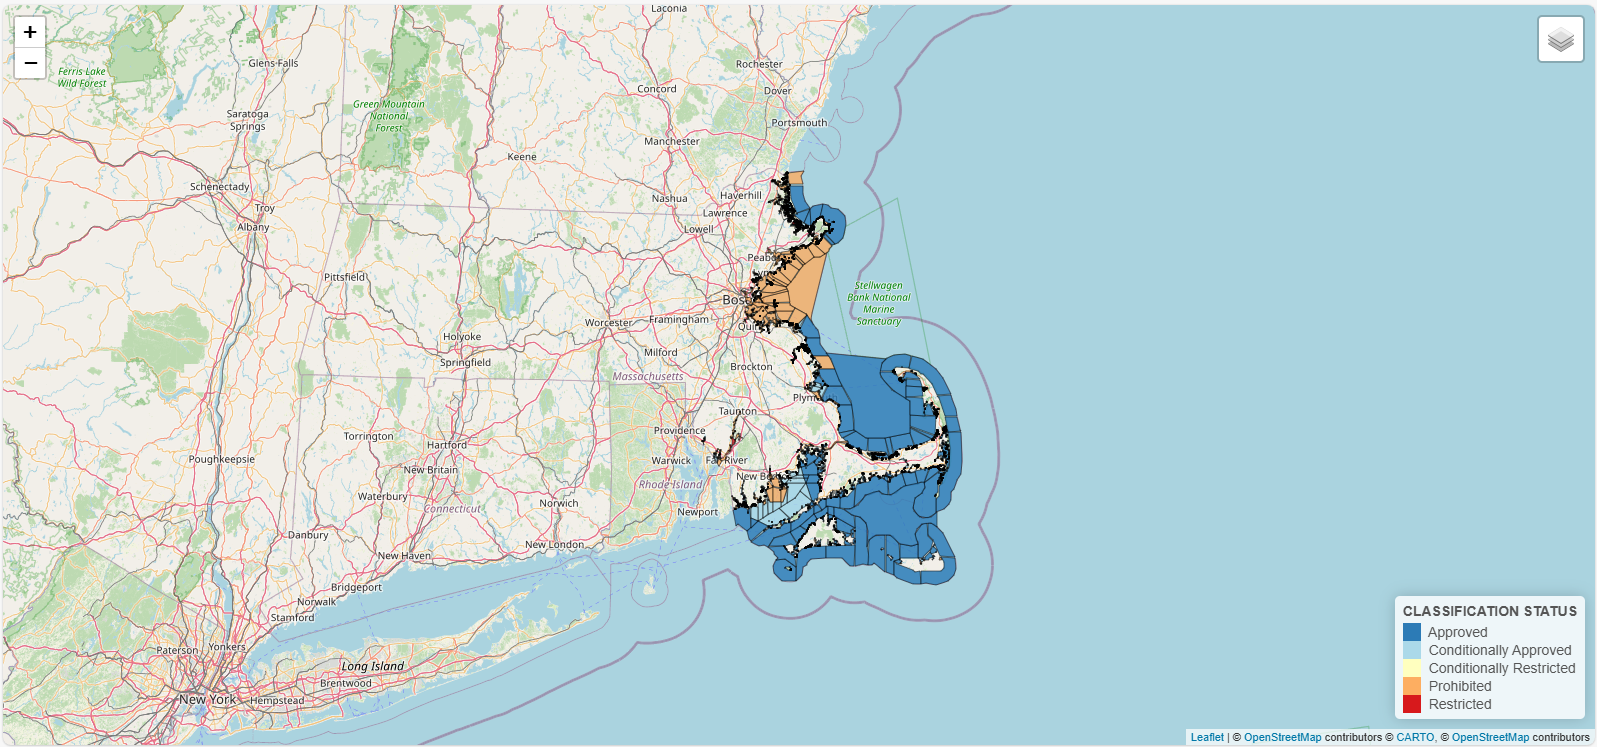 +
−
Laconia
Glens Falls
Rochester
Ferris Lake
Wild Forest
Concord
Dover
Green Mountain
National
Forest
Saratoga
Springs
Portsmouth
Manchester
Keene
Schenectady
Haverhill
Nashua
Troy
Lawrence
Albany
Lowell
Peab
Pittsfield
Stellwagen
Bank National
Marine
Sanctuary
Bos
Worcester
Framingham
Quin
Holyoke
Springfield
Milford
Brockton
Massachusetts
Plym
Taunton
Torrington
Providence
Hartford
Poughkeepsie
Warwick
Fall River
New Britain
New Be
Waterbury
Rhode Island
Connecticut
Norwich
Newport
Danbury
New London
New Haven
Bridgeport
Norwalk
Stamford
Paterson
Yonkers
Long Island
Brentwood
New York
Hempstead
CLASSIFICATION STATUS
Approved
Conditionally Approved
Conditionally Restricted
Prohibited
Restricted
Leaflet | © OpenStreetMap contributors © CARTO, © OpenStreetMap contributors